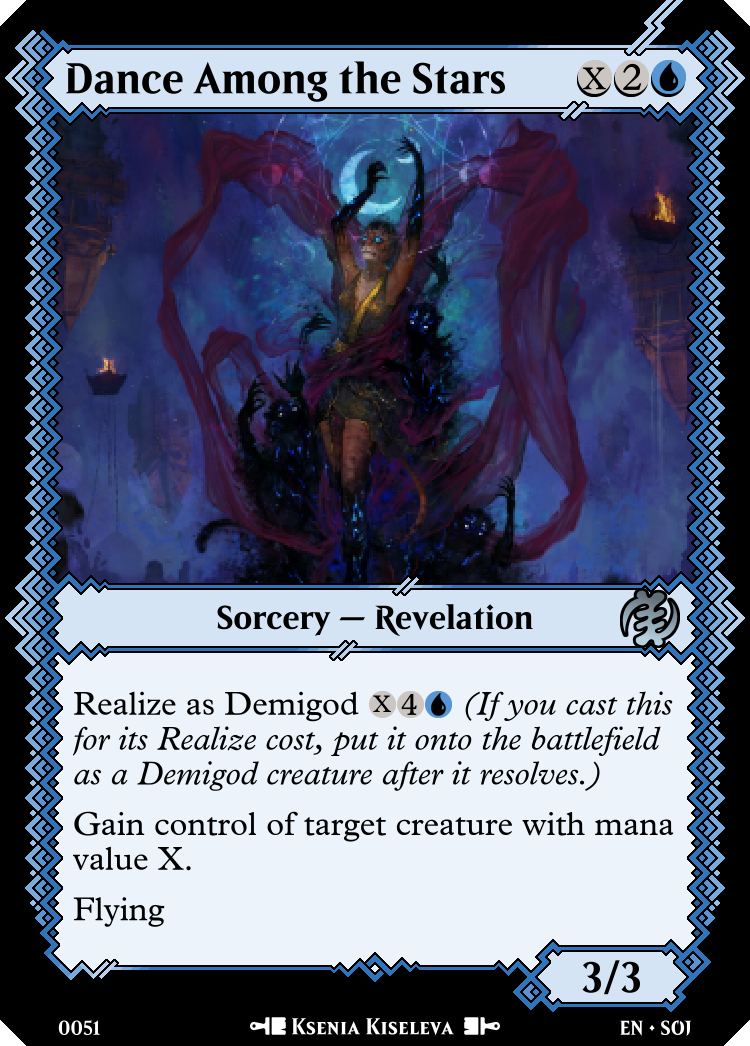 Dance Among the Stars X 2
Sorcery — Revelation
Realize as Demigod X 4 (If you cast this
for its Realize cost, put it onto the battlefield
as a Demigod creature after it resolves.)
Gain control of target creature with mana
value X.
Flying
3/3
0051 Ksenia Kiseleva EN • SOJ